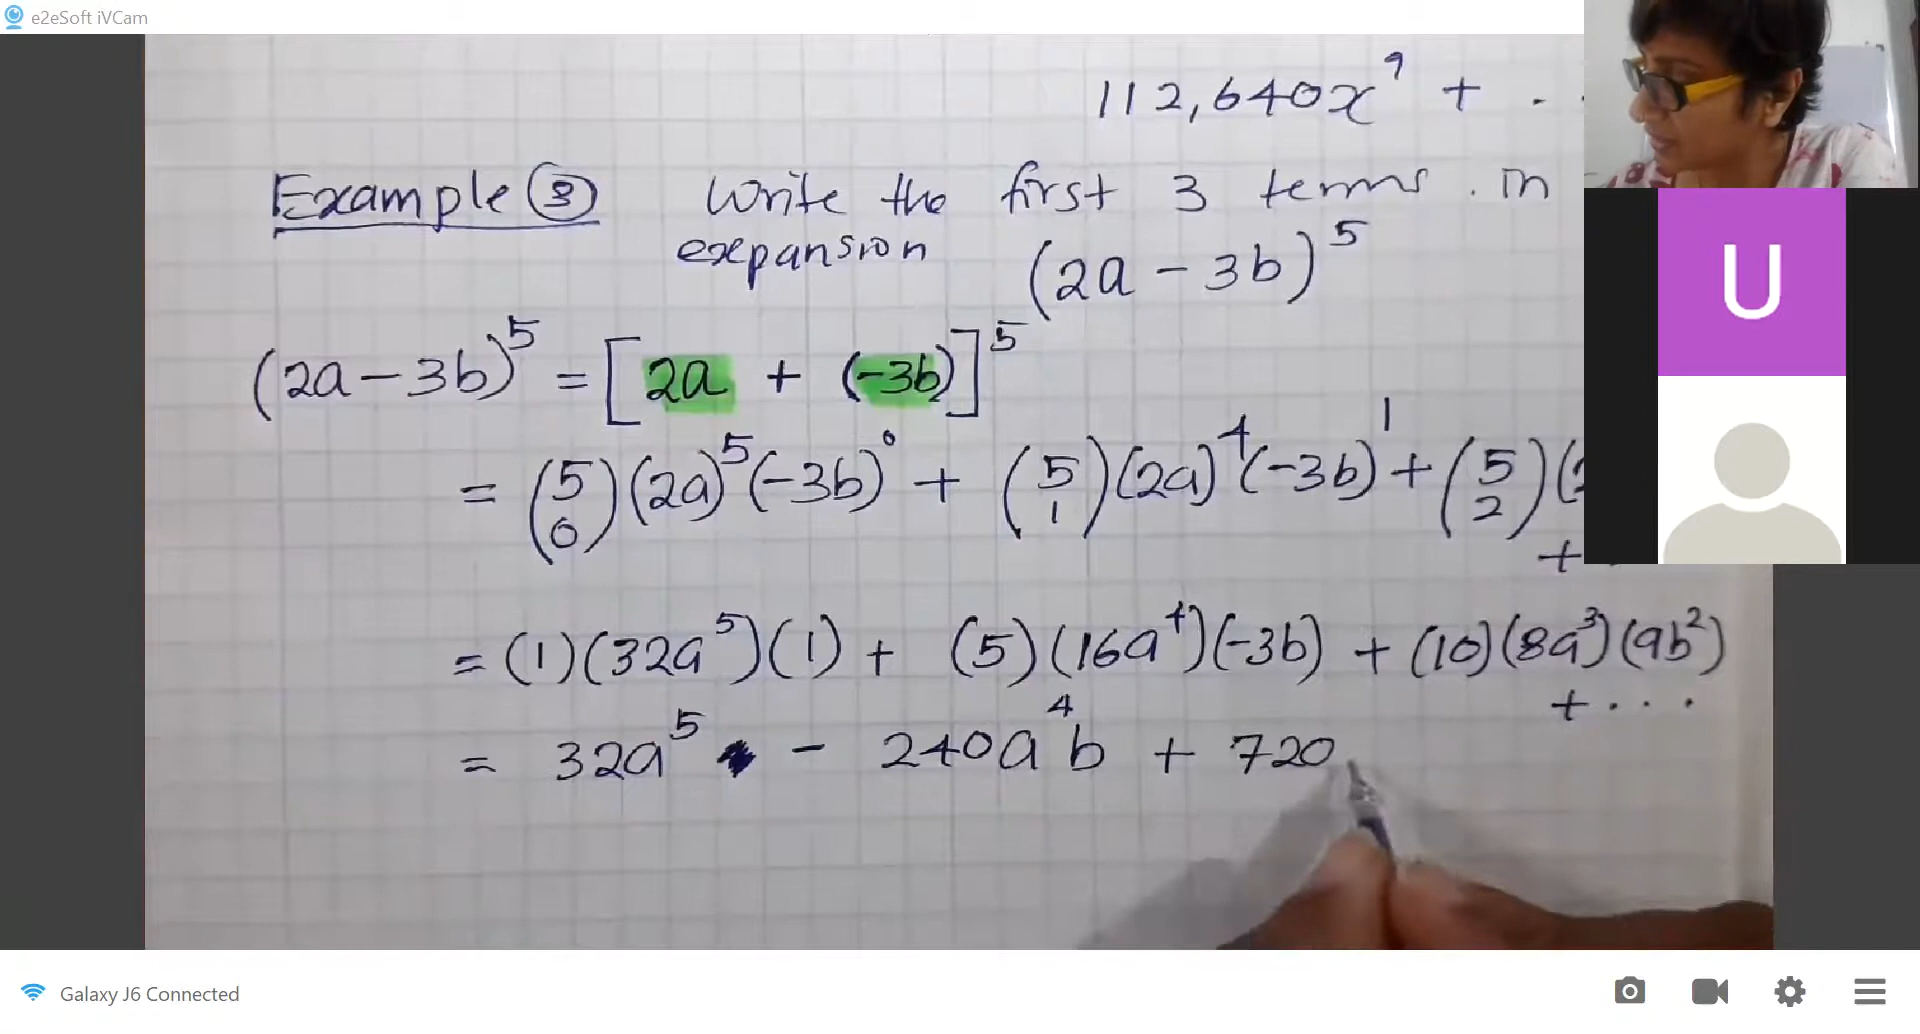 e2eSoft iVCam
112,640x⁹ + . .
Example ③ Write the first 3 terms . in
expansion (2a - 3b)⁵
(2a - 3b)⁵ = [2a + (-3b)]⁵
= (5 0)(2a)⁵(-3b)⁰ + (5 1)(2a)⁴(-3b)¹ + (5 2)(
+ .
= (1)(32a⁵)(1) + (5)(16a⁴)(-3b) + (10)(8a³)(9b²)
+ . . .
= 32a⁵ - 240a⁴b + 720
U
Galaxy J6 Connected